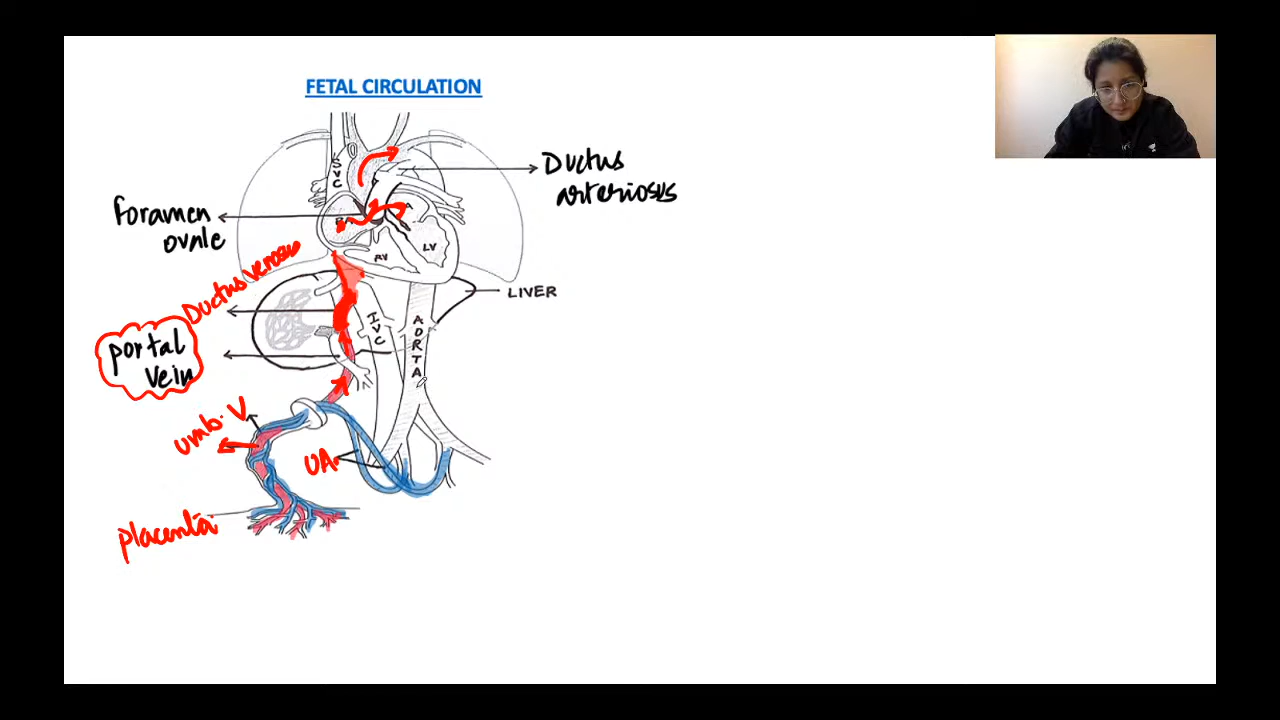 FETAL CIRCULATION
SVC
Ductus
arteriosus
foramen
ovale
RA
A
LV
RV
Ductus venosus
LIVER
IVC
AORTA
portal
vein
umb. V
UA
placenta